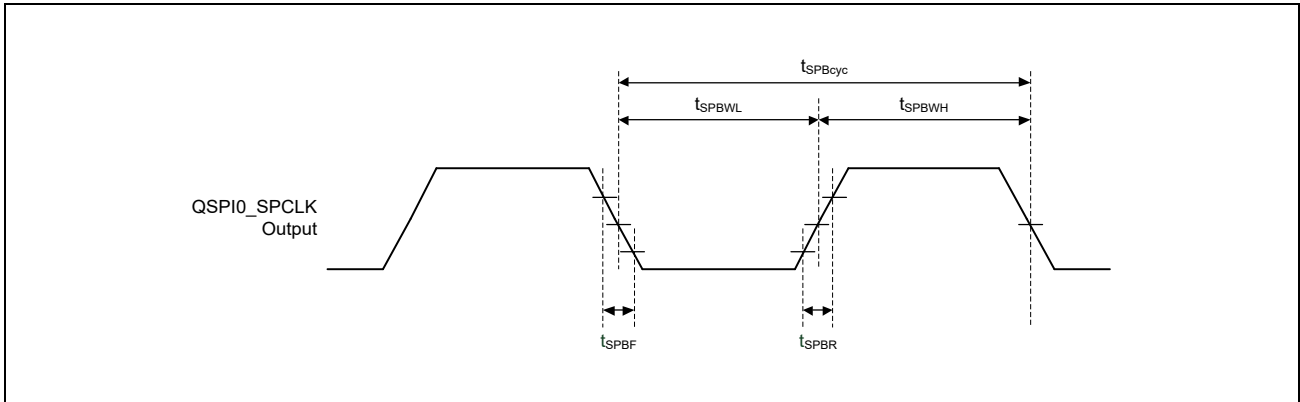 tSPBcyc
tSPBWL
tSPBWH
QSPI0_SPCLK
Output
tSPBF
tSPBR